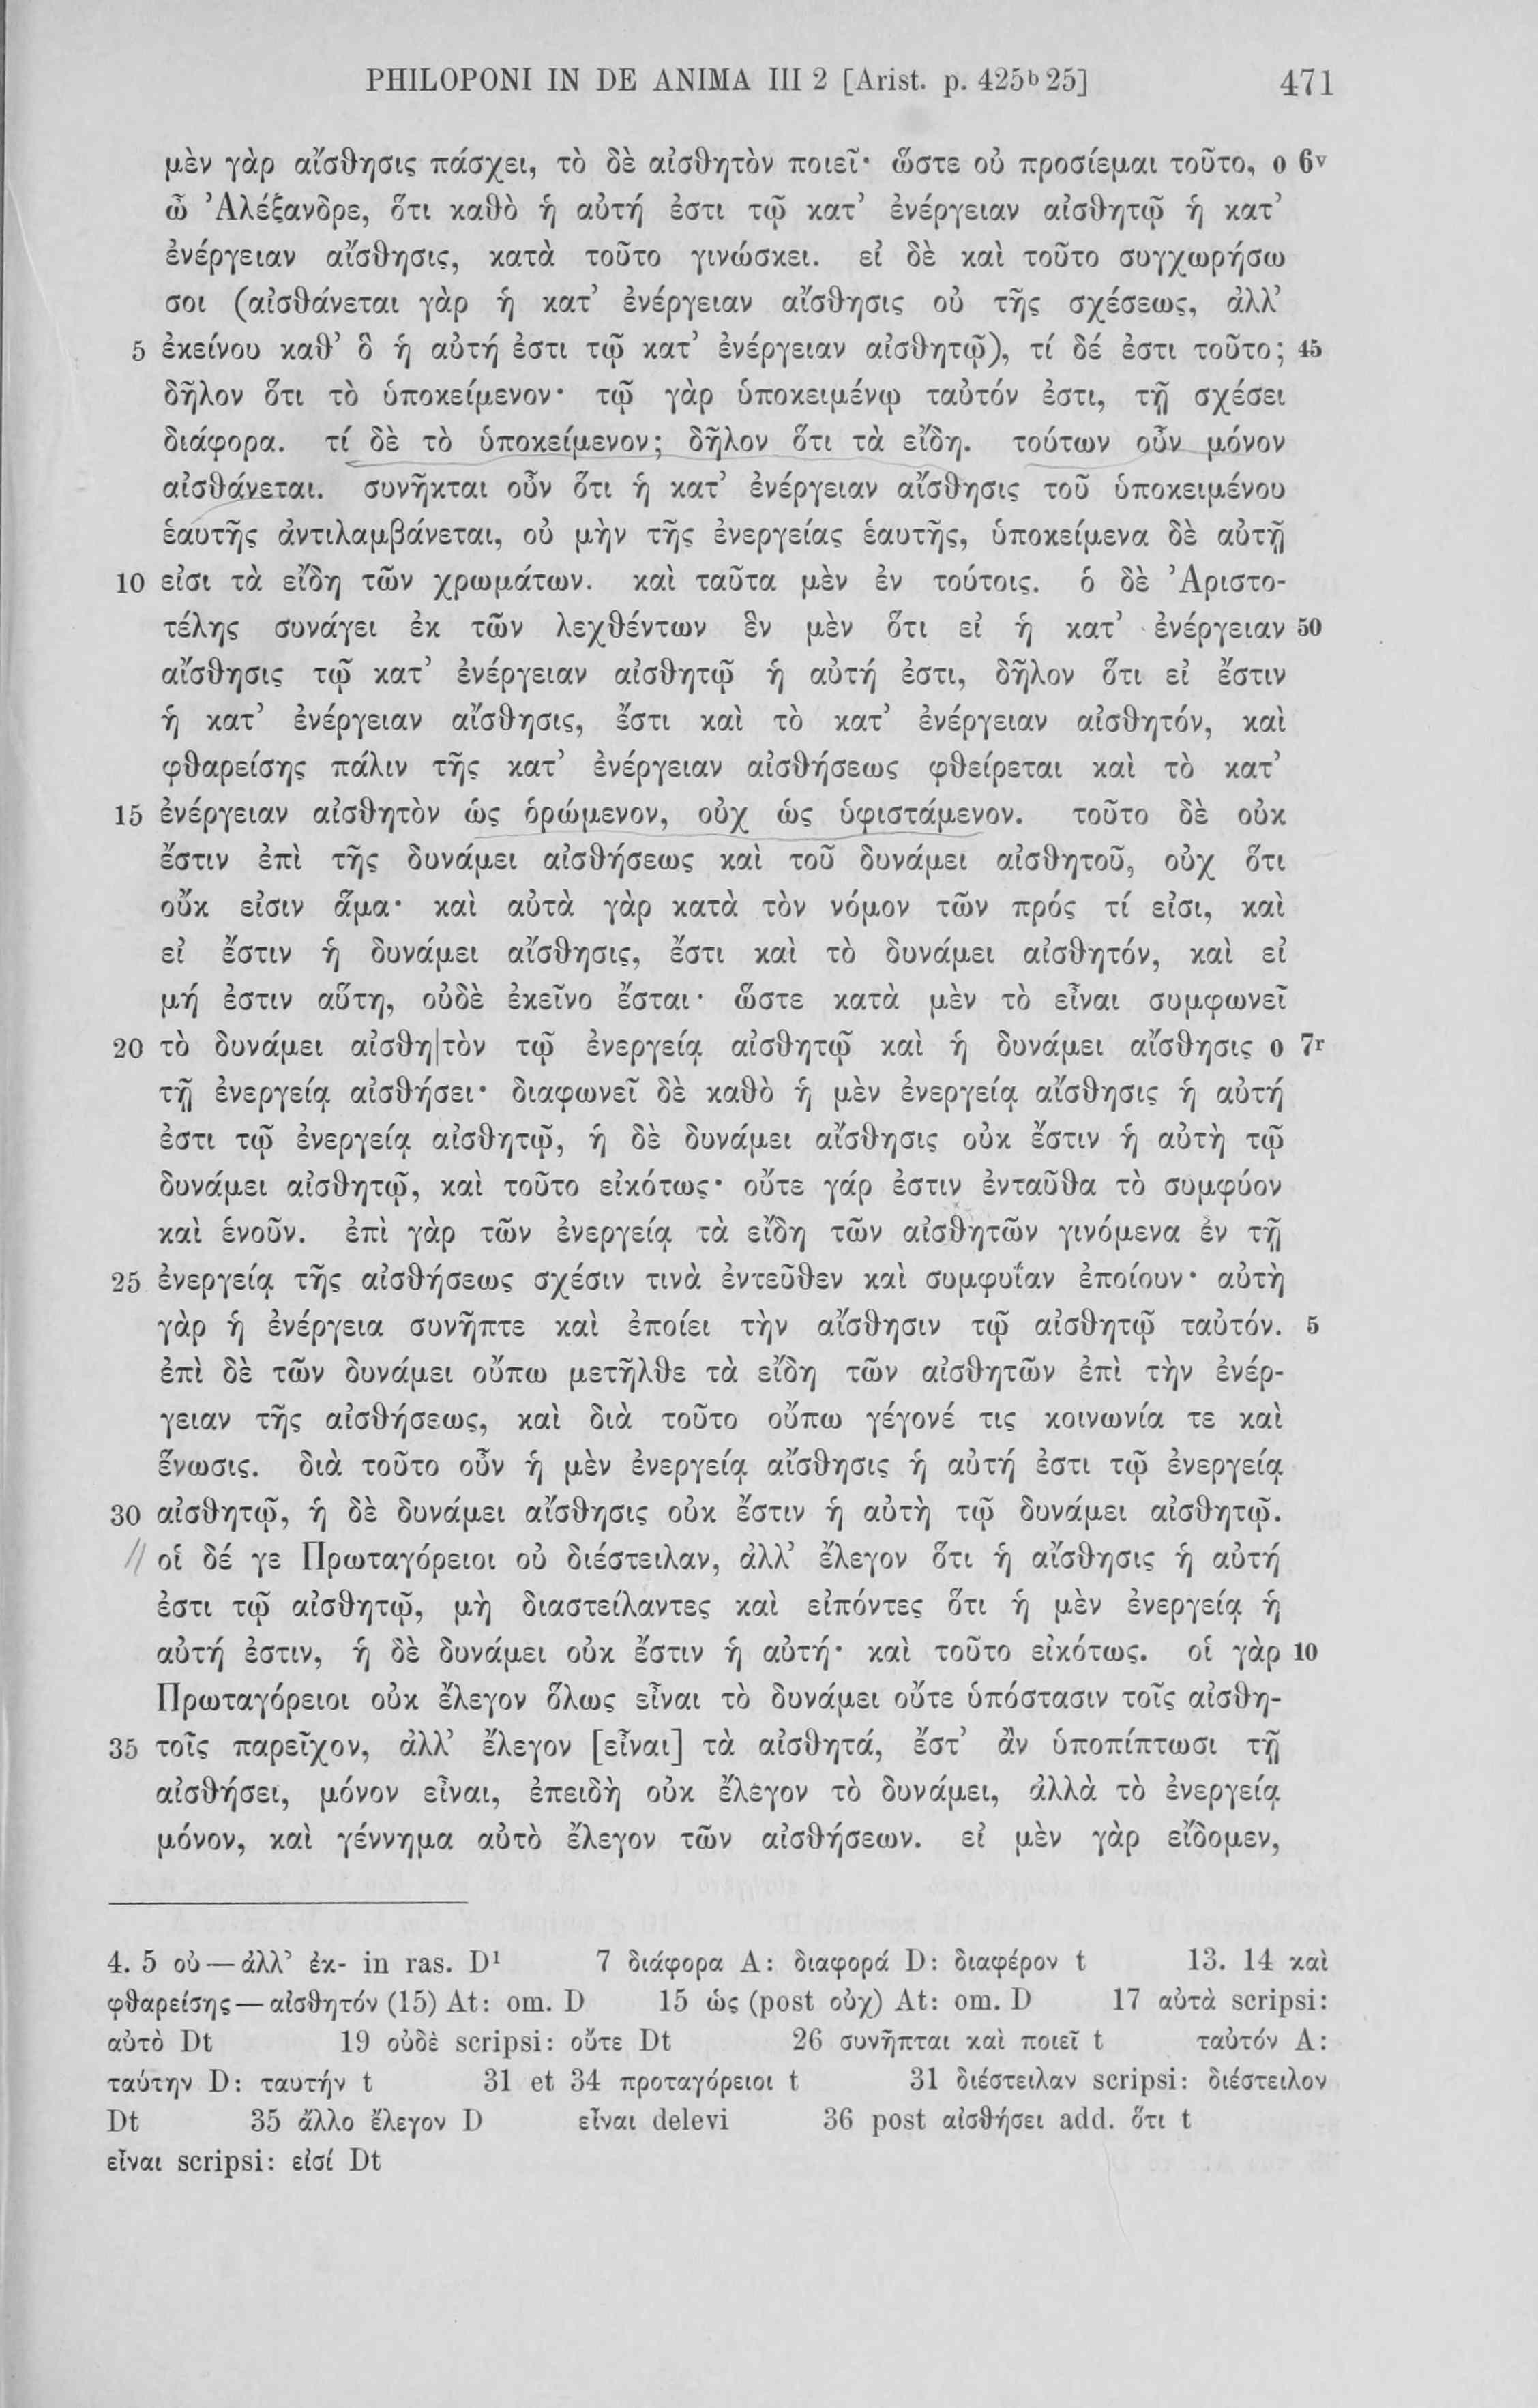 PHILOPONI IN DE ANIMA III 2 [Arist. p. 425ᵇ 25] 471
μὲν γὰρ αἴσθησις πάσχει, τὸ δὲ αἰσθητὸν ποιεῖ· ὥστε οὐ προσίεμαι τοῦτο, o 6ᵛ
ὦ Ἀλέξανδρε, ὅτι καθὸ ἡ αὐτή ἐστι τῷ κατ’ ἐνέργειαν αἰσθητῷ ἡ κατ’
ἐνέργειαν αἴσθησις, κατὰ τοῦτο γινώσκει. εἰ δὲ καὶ τοῦτο συγχωρήσω
σοι (αἰσθάνεται γὰρ ἡ κατ’ ἐνέργειαν αἴσθησις οὐ τῆς σχέσεως, ἀλλ’
5 ἐκείνου καθ’ ὃ ἡ αὐτή ἐστι τῷ κατ’ ἐνέργειαν αἰσθητῷ), τί δέ ἐστι τοῦτο; 45
δῆλον ὅτι τὸ ὑποκείμενον· τῷ γὰρ ὑποκειμένῳ ταὐτόν ἐστι, τῇ σχέσει
διάφορα. τί δὲ τὸ ὑποκείμενον; δῆλον ὅτι τὰ εἴδη. τούτων οὖν μόνον
αἰσθάνεται. συνῆκται οὖν ὅτι ἡ κατ’ ἐνέργειαν αἴσθησις τοῦ ὑποκειμένου
ἑαυτῆς ἀντιλαμβάνεται, οὐ μὴν τῆς ἐνεργείας ἑαυτῆς, ὑποκείμενα δὲ αὐτῇ
10 εἰσι τὰ εἴδη τῶν χρωμάτων. καὶ ταῦτα μὲν ἐν τούτοις. ὁ δὲ Ἀριστο-
τέλης συνάγει ἐκ τῶν λεχθέντων ἓν μὲν ὅτι εἰ ἡ κατ’ ἐνέργειαν 50
αἴσθησις τῷ κατ’ ἐνέργειαν αἰσθητῷ ἡ αὐτή ἐστι, δῆλον ὅτι εἰ ἔστιν
ἡ κατ’ ἐνέργειαν αἴσθησις, ἔστι καὶ τὸ κατ’ ἐνέργειαν αἰσθητόν, καὶ
φθαρείσης πάλιν τῆς κατ’ ἐνέργειαν αἰσθήσεως φθείρεται καὶ τὸ κατ’
15 ἐνέργειαν αἰσθητὸν ὡς ὁρώμενον, οὐχ ὡς ὑφιστάμενον. τοῦτο δὲ οὐκ
ἔστιν ἐπὶ τῆς δυνάμει αἰσθήσεως καὶ τοῦ δυνάμει αἰσθητοῦ, οὐχ ὅτι
οὔκ εἰσιν ἅμα· καὶ αὐτὰ γὰρ κατὰ τὸν νόμον τῶν πρός τί εἰσι, καὶ
εἰ ἔστιν ἡ δυνάμει αἴσθησις, ἔστι καὶ τὸ δυνάμει αἰσθητόν, καὶ εἰ
μή ἐστιν αὕτη, οὐδὲ ἐκεῖνο ἔσται· ὥστε κατὰ μὲν τὸ εἶναι συμφωνεῖ
20 τὸ δυνάμει αἰσθη|τὸν τῷ ἐνεργείᾳ αἰσθητῷ καὶ ἡ δυνάμει αἴσθησις o 7ʳ
τῇ ἐνεργείᾳ αἰσθήσει· διαφωνεῖ δὲ καθὸ ἡ μὲν ἐνεργείᾳ αἴσθησις ἡ αὐτή
ἐστι τῷ ἐνεργείᾳ αἰσθητῷ, ἡ δὲ δυνάμει αἴσθησις οὐκ ἔστιν ἡ αὐτὴ τῷ
δυνάμει αἰσθητῷ, καὶ τοῦτο εἰκότως· οὔτε γάρ ἐστιν ἐνταῦθα τὸ συμφύον
καὶ ἑνοῦν. ἐπὶ γὰρ τῶν ἐνεργείᾳ τὰ εἴδη τῶν αἰσθητῶν γινόμενα ἐν τῇ
25 ἐνεργείᾳ τῆς αἰσθήσεως σχέσιν τινὰ ἐντεῦθεν καὶ συμφυΐαν ἐποίουν· αὐτὴ
γὰρ ἡ ἐνέργεια συνῆπτε καὶ ἐποίει τὴν αἴσθησιν τῷ αἰσθητῷ ταὐτόν. 5
ἐπὶ δὲ τῶν δυνάμει οὔπω μετῆλθε τὰ εἴδη τῶν αἰσθητῶν ἐπὶ τὴν ἐνέρ-
γειαν τῆς αἰσθήσεως, καὶ διὰ τοῦτο οὔπω γέγονέ τις κοινωνία τε καὶ
ἕνωσις. διὰ τοῦτο οὖν ἡ μὲν ἐνεργείᾳ αἴσθησις ἡ αὐτή ἐστι τῷ ἐνεργείᾳ
30 αἰσθητῷ, ἡ δὲ δυνάμει αἴσθησις οὐκ ἔστιν ἡ αὐτὴ τῷ δυνάμει αἰσθητῷ.
// οἱ δέ γε Πρωταγόρειοι οὐ διέστειλαν, ἀλλ’ ἔλεγον ὅτι ἡ αἴσθησις ἡ αὐτή
ἐστι τῷ αἰσθητῷ, μὴ διαστείλαντες καὶ εἰπόντες ὅτι ἡ μὲν ἐνεργείᾳ ἡ
αὐτή ἐστιν, ἡ δὲ δυνάμει οὐκ ἔστιν ἡ αὐτή· καὶ τοῦτο εἰκότως. οἱ γὰρ 10
Πρωταγόρειοι οὐκ ἔλεγον ὅλως εἶναι τὸ δυνάμει οὔτε ὑπόστασιν τοῖς αἰσθη-
35 τοῖς παρεῖχον, ἀλλ’ ἔλεγον [εἶναι] τὰ αἰσθητά, ἔστ’ ἂν ὑποπίπτωσι τῇ
αἰσθήσει, μόνον εἶναι, ἐπειδὴ οὐκ ἔλεγον τὸ δυνάμει, ἀλλὰ τὸ ἐνεργείᾳ
μόνον, καὶ γέννημα αὐτὸ ἔλεγον τῶν αἰσθήσεων. εἰ μὲν γὰρ εἴδομεν,
4. 5 οὐ — ἀλλ’ ἐκ- in ras. D¹ 7 διάφορα A: διαφορά D: διαφέρον t 13. 14 καὶ
φθαρείσης — αἰσθητόν (15) At: om. D 15 ὡς (post οὐχ) At: om. D 17 αὐτὰ scripsi:
αὐτὸ Dt 19 οὐδὲ scripsi: οὔτε Dt 26 συνῆπται καὶ ποιεῖ t ταὐτόν A:
ταύτην D: ταυτήν t 31 et 34 προταγόρειοι t 31 διέστειλαν scripsi: διέστειλον
Dt 35 ἄλλο ἔλεγον D εἶναι delevi 36 post αἰσθήσει add. ὅτι t
εἶναι scripsi: εἰσί Dt